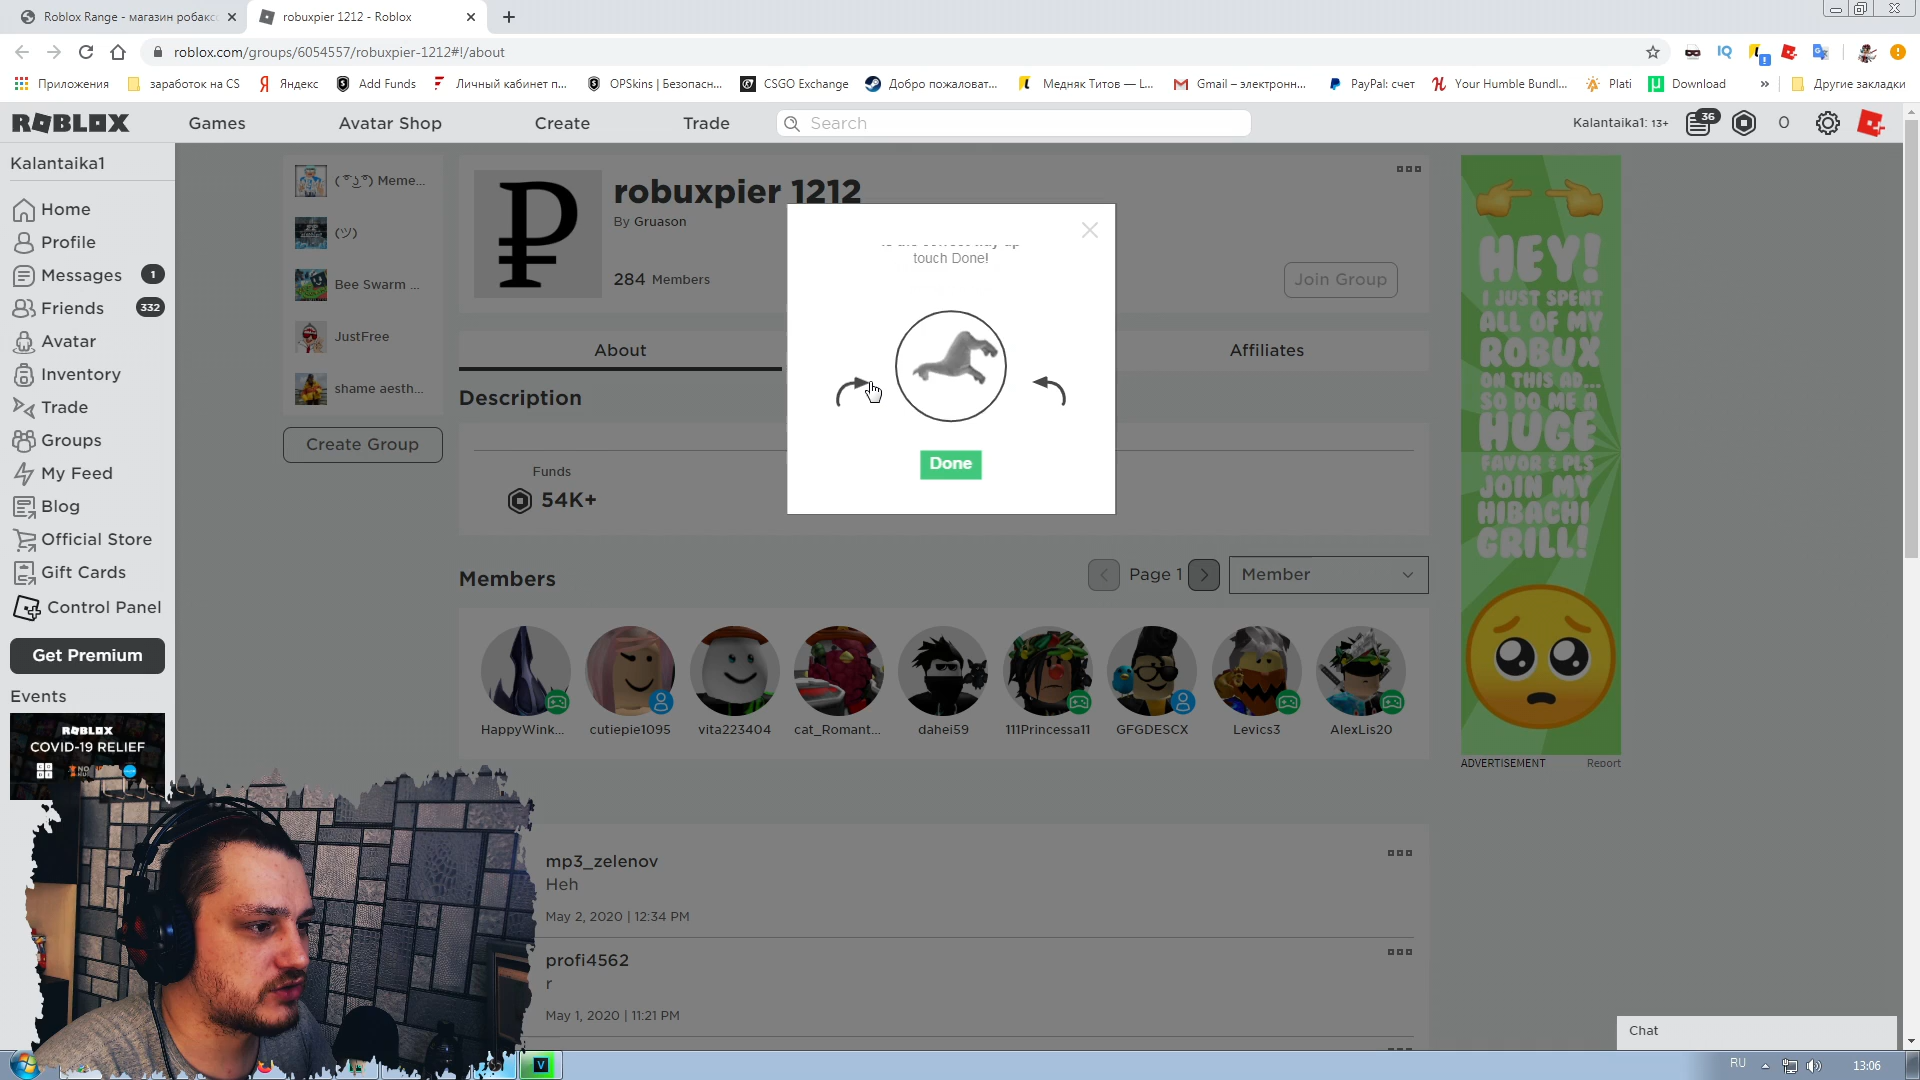 Roblox Range - магазин робаксо
robuxpier 1212 - Roblox
roblox.com/groups/6054557/robuxpier-1212#!/about
Приложения
заработок на CS
Яндекс
Add Funds
Личный кабинет п...
OPSkins | Безопасн...
CSGO Exchange
Добро пожаловат...
Медняк Титов — L...
Gmail – электронн...
PayPal: счет
Your Humble Bundl...
Plati
Download
»
Другие закладки
ROBLOX
Games
Avatar Shop
Create
Trade
Search
Kalantaika1: 13+
36
0
Kalantaika1
Home
Profile
Messages 1
Friends 332
Avatar
Inventory
Trade
Groups
My Feed
Blog
Official Store
Gift Cards
Control Panel
Get Premium
Events
ROBLOX
COVID-19 RELIEF
( ͡° ͜ʖ ͡°) Meme...
(ツ)
Bee Swarm ...
JustFree
shame aesth...
Create Group
robuxpier 1212
By Gruason
284 Members
Join Group
About
Affiliates
touch Done!
Done
Description
Funds
54K+
Members
Page 1
Member
HappyWink...
cutiepie1095
vita223404
cat_Romant...
dahei59
111Princessa11
GFGDESCX
Levics3
AlexLis20
mp3_zelenov
Heh
May 2, 2020 | 12:34 PM
profi4562
r
May 1, 2020 | 11:21 PM
HEY!
I JUST SPENT
ALL OF MY
ROBUX
ON THIS AD...
SO DO ME A
HUGE
FAVOR & PLS
JOIN MY
HIBACHI
GRILL!
ADVERTISEMENT
Report
Chat
RU
13:06